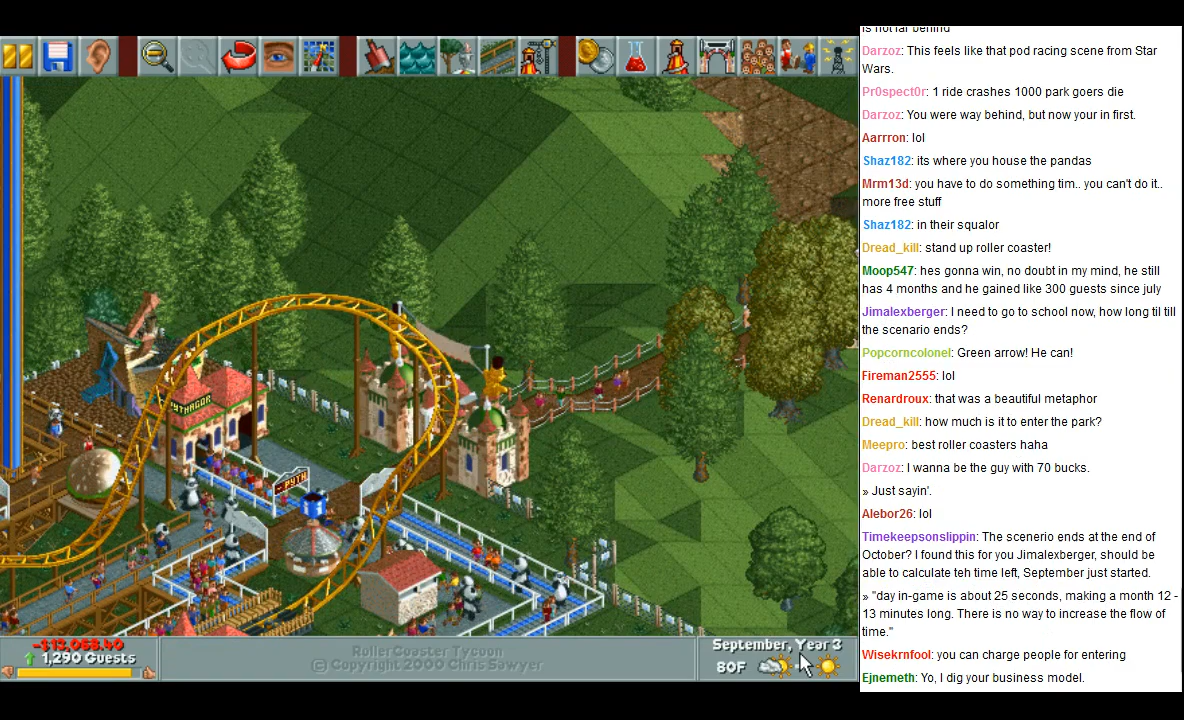 is not far behind
Darzoz: This feels like that pod racing scene from Star
Wars.
Pr0spect0r: 1 ride crashes 1000 park goers die
Darzoz: You were way behind, but now your in first.
Aarrron: lol
Shaz182: its where you house the pandas
Mrm13d: you have to do something tim.. you can't do it..
more free stuff
Shaz182: in their squalor
Dread_kill: stand up roller coaster!
Moop547: hes gonna win, no doubt in my mind, he still
has 4 months and he gained like 300 guests since july
Jimalexberger: I need to go to school now, how long til till
the scenario ends?
Popcorncolonel: Green arrow! He can!
Fireman2555: lol
Renardroux: that was a beautiful metaphor
Dread_kill: how much is it to enter the park?
Meepro: best roller coasters haha
Darzoz: I wanna be the guy with 70 bucks.
» Just sayin'.
Alebor26: lol
Timekeepsonslippin: The scenerio ends at the end of
October? I found this for you Jimalexberger, should be
able to calculate teh time left, September just started.
» "day in-game is about 25 seconds, making a month 12 -
13 minutes long. There is no way to increase the flow of
time."
Wisekrnfool: you can charge people for entering
Ejnemeth: Yo, I dig your business model.
PYTHAGOR
PYTH
-$13,068.40
1,290 Guests
RollerCoaster Tycoon
© Copyright 2000 Chris Sawyer
September, Year 3
80F